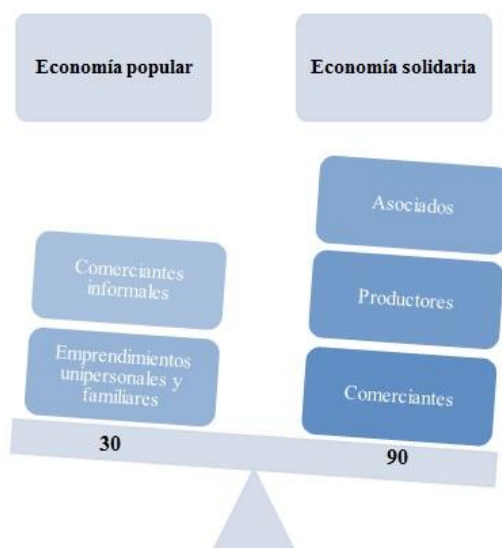 Economía popular
Economía solidaria
Asociados
Comerciantes
informales
Productores
Emprendimientos
unipersonales y
familiares
Comerciantes
30
90